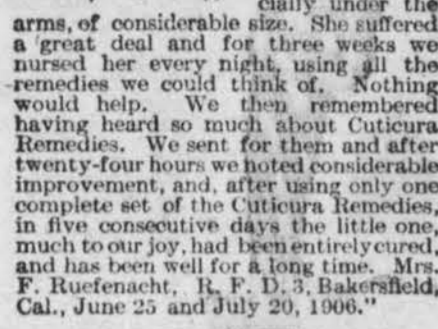 cially under the
arms, of considerable size. She suffered
a great deal and for three weeks we
nursed her every night, using all the
remedies we could think of. Nothing
would help. We then remembered
having heard so much about Cuticura
Remedies. We sent for them and after
twenty-four hours we noted considerable
improvement, and, after using only one
complete set of the Cuticura Remedies,
in five consecutive days the little one,
much to our joy, had been entirely cured,
and has been well for a long time. Mrs.
F. Ruefenacht, R. F. D. 3, Bakersfield,
Cal., June 25 and July 20, 1906."